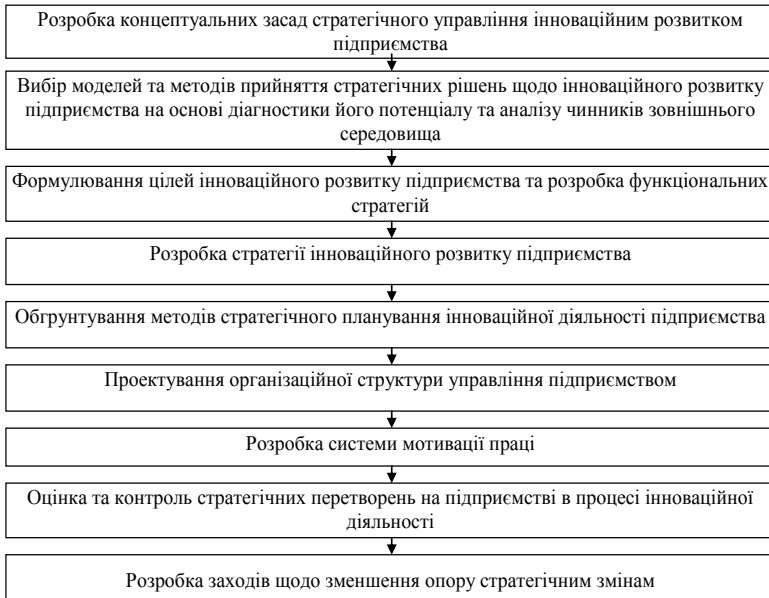 Розробка концептуальних засад стратегічного управління інноваційним розвитком
підприємства
Вибір моделей та методів прийняття стратегічних рішень щодо інноваційного розвитку
підприємства на основі діагностики його потенціалу та аналізу чинників зовнішнього
середовища
Формулювання цілей інноваційного розвитку підприємства та розробка функціональних
стратегій
Розробка стратегії інноваційного розвитку підприємства
Обгрунтування методів стратегічного планування інноваційної діяльності підприємства
Проектування організаційної структури управління підприємством
Розробка системи мотивації праці
Оцінка та контроль стратегічних перетворень на підприємстві в процесі інноваційної
діяльності
Розробка заходів щодо зменшення опору стратегічним змінам